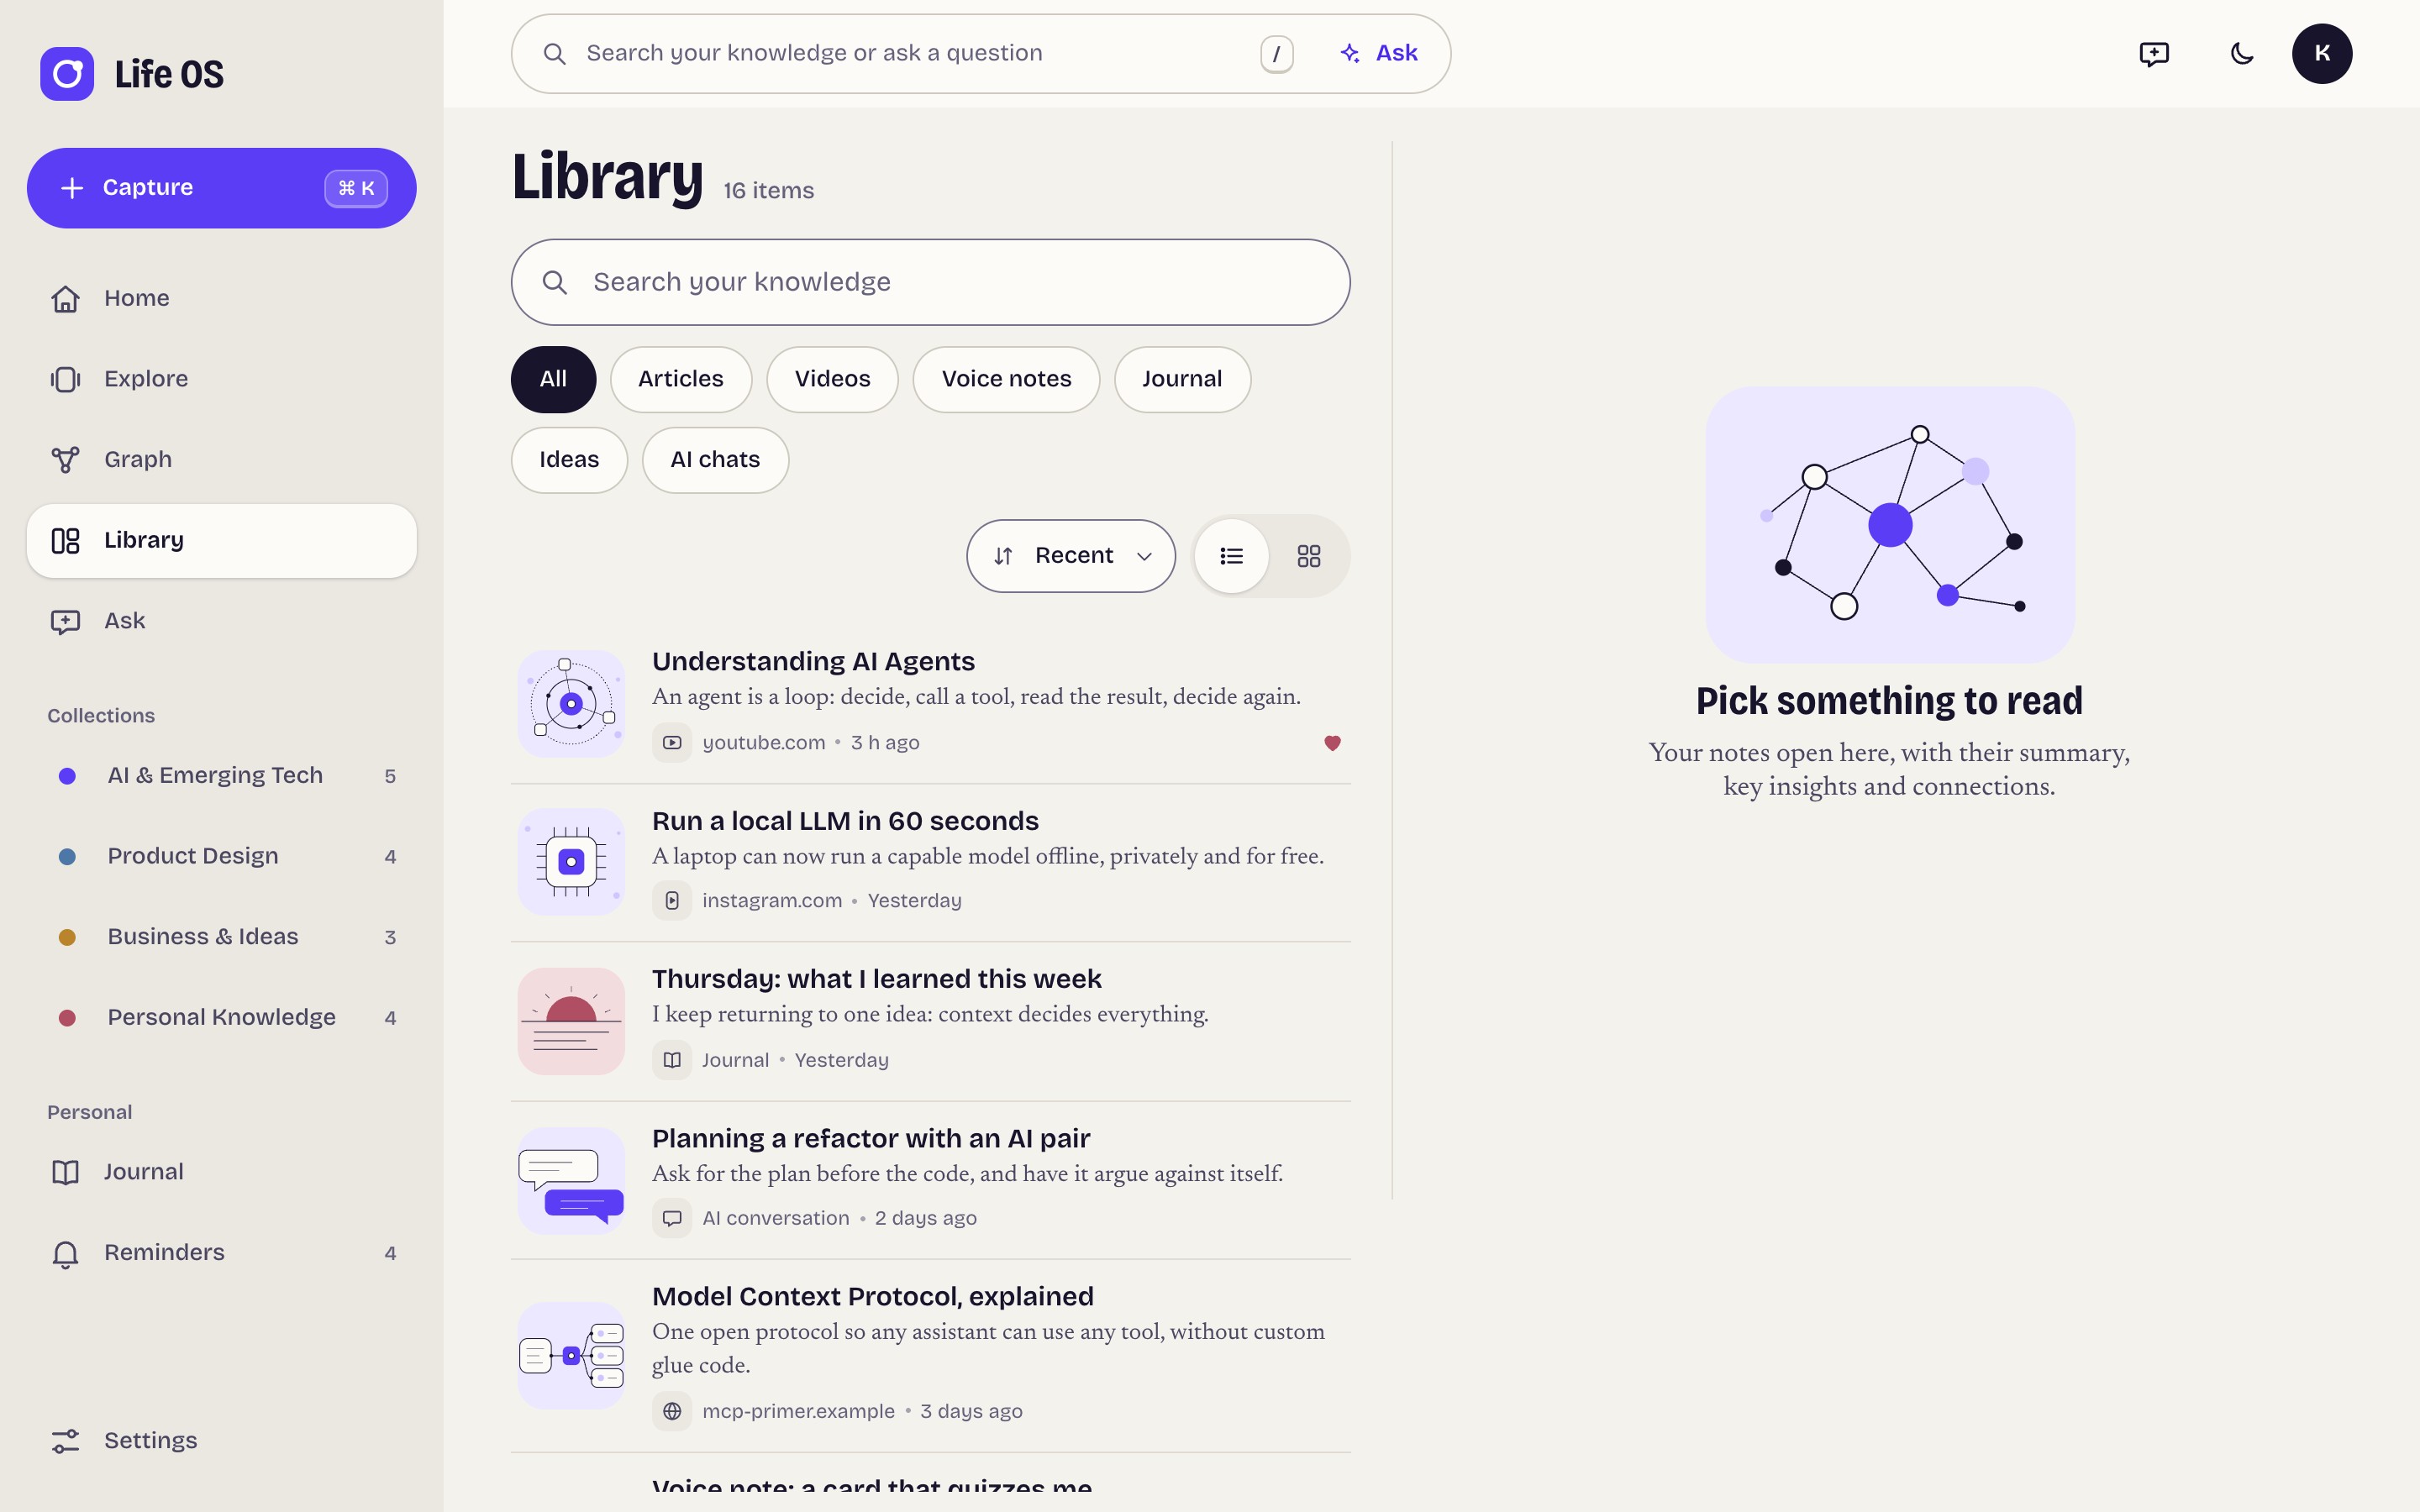 Life OS
Capture
⌘ K
Home
Explore
Graph
Library
Ask
Collections
AI & Emerging Tech 5
Product Design 4
Business & Ideas 3
Personal Knowledge 4
Personal
Journal
Reminders 4
Settings
Search your knowledge or ask a question
/
Ask
K
Library 16 items
Search your knowledge
All
Articles
Videos
Voice notes
Journal
Ideas
AI chats
Recent
Understanding AI Agents
An agent is a loop: decide, call a tool, read the result, decide again.
youtube.com • 3 h ago
Run a local LLM in 60 seconds
A laptop can now run a capable model offline, privately and for free.
instagram.com • Yesterday
Thursday: what I learned this week
I keep returning to one idea: context decides everything.
Journal • Yesterday
Planning a refactor with an AI pair
Ask for the plan before the code, and have it argue against itself.
AI conversation • 2 days ago
Model Context Protocol, explained
One open protocol so any assistant can use any tool, without custom
glue code.
mcp-primer.example • 3 days ago
Voice note: a card that quizzes me
Pick something to read
Your notes open here, with their summary,
key insights and connections.